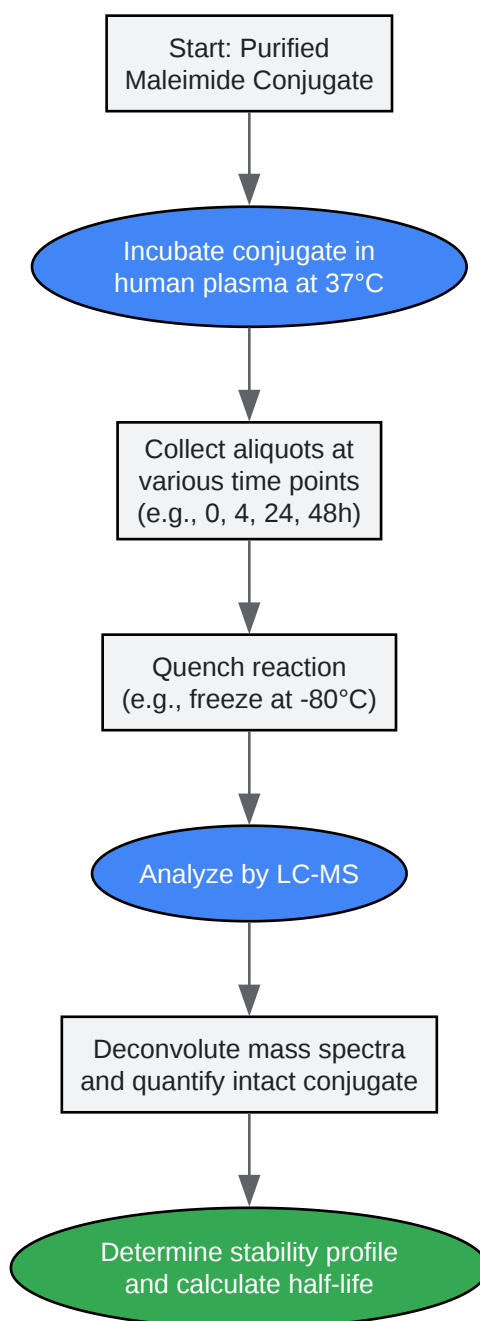 Start: Purified
Maleimide Conjugate
Incubate conjugate in
human plasma at 37°C
Collect aliquots at
various time points
(e.g., 0, 4, 24, 48h)
Quench reaction
(e.g., freeze at -80°C)
Analyze by LC-MS
Deconvolute mass spectra
and quantify intact conjugate
Determine stability profile
and calculate half-life